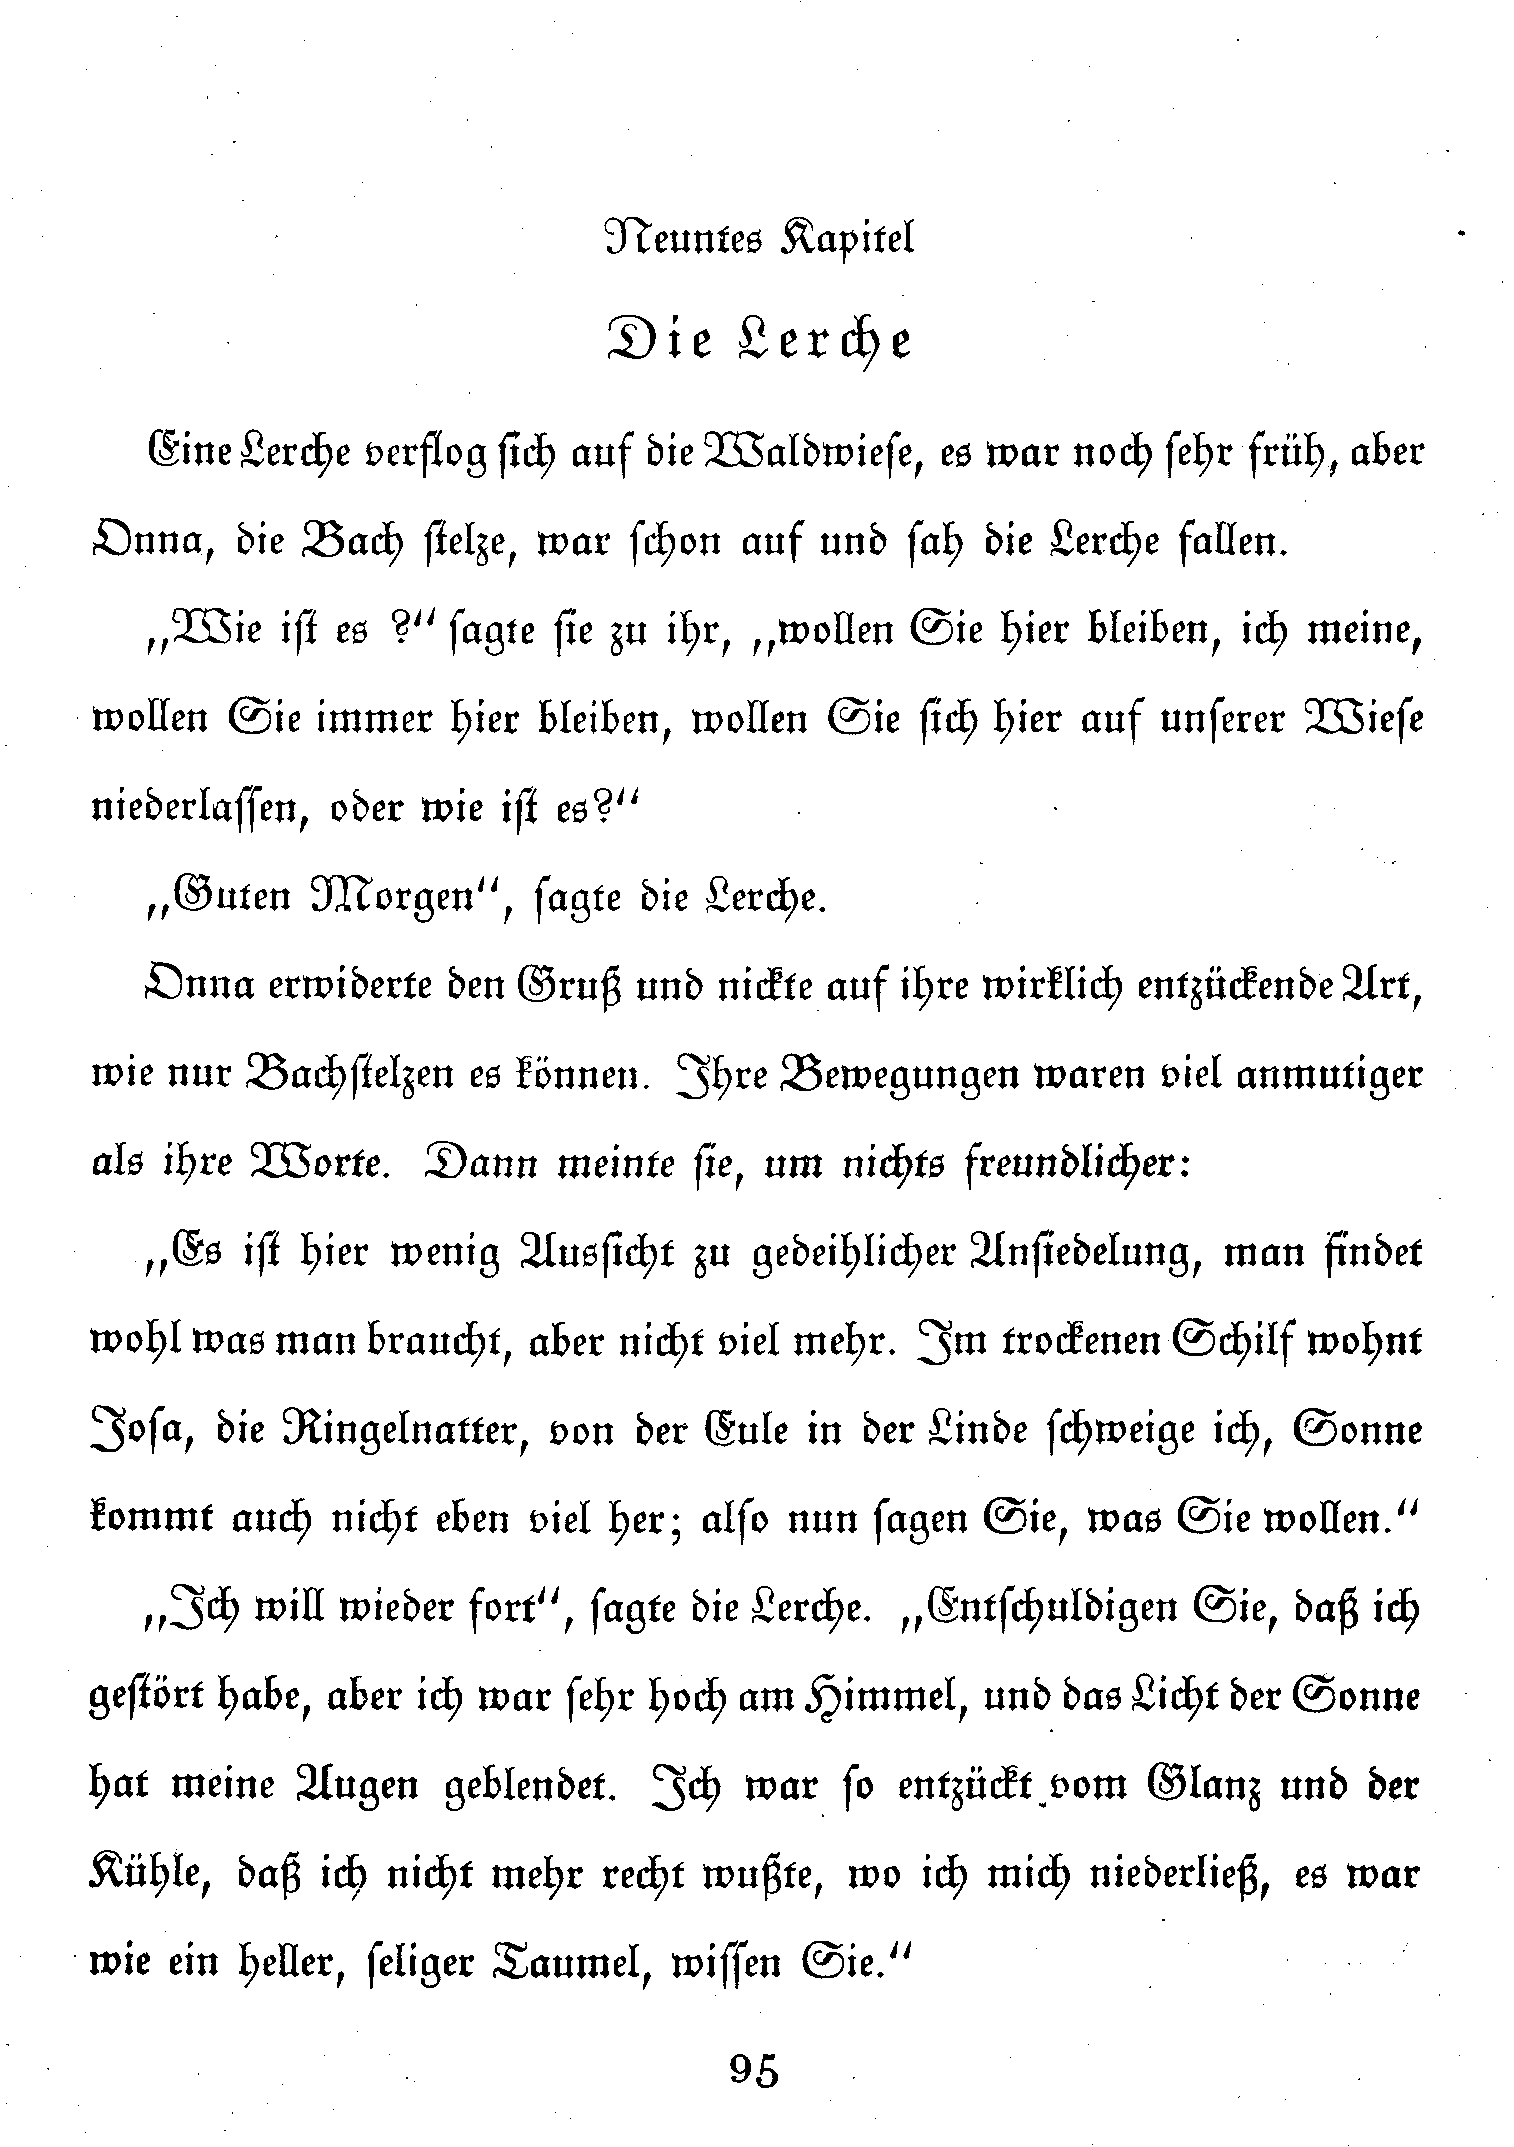 Neuntes Kapitel
Die Lerche
Eine Lerche verflog sich auf die Waldwiese, es war noch sehr früh, aber
Onna, die Bach stelze, war schon auf und sah die Lerche fallen.
„Wie ist es ?“ sagte sie zu ihr, „wollen Sie hier bleiben, ich meine,
wollen Sie immer hier bleiben, wollen Sie sich hier auf unserer Wiese
niederlassen, oder wie ist es?“
„Guten Morgen“, sagte die Lerche.
Onna erwiderte den Gruß und nickte auf ihre wirklich entzückende Art,
wie nur Bachstelzen es können. Ihre Bewegungen waren viel anmutiger
als ihre Worte. Dann meinte sie, um nichts freundlicher:
„Es ist hier wenig Aussicht zu gedeihlicher Ansiedelung, man findet
wohl was man braucht, aber nicht viel mehr. Im trockenen Schilf wohnt
Josa, die Ringelnatter, von der Eule in der Linde schweige ich, Sonne
kommt auch nicht eben viel her; also nun sagen Sie, was Sie wollen.“
„Ich will wieder fort“, sagte die Lerche. „Entschuldigen Sie, daß ich
gestört habe, aber ich war sehr hoch am Himmel, und das Licht der Sonne
hat meine Augen geblendet. Ich war so entzückt vom Glanz und der
Kühle, daß ich nicht mehr recht wußte, wo ich mich niederließ, es war
wie ein heller, seliger Taumel, wissen Sie.“
95